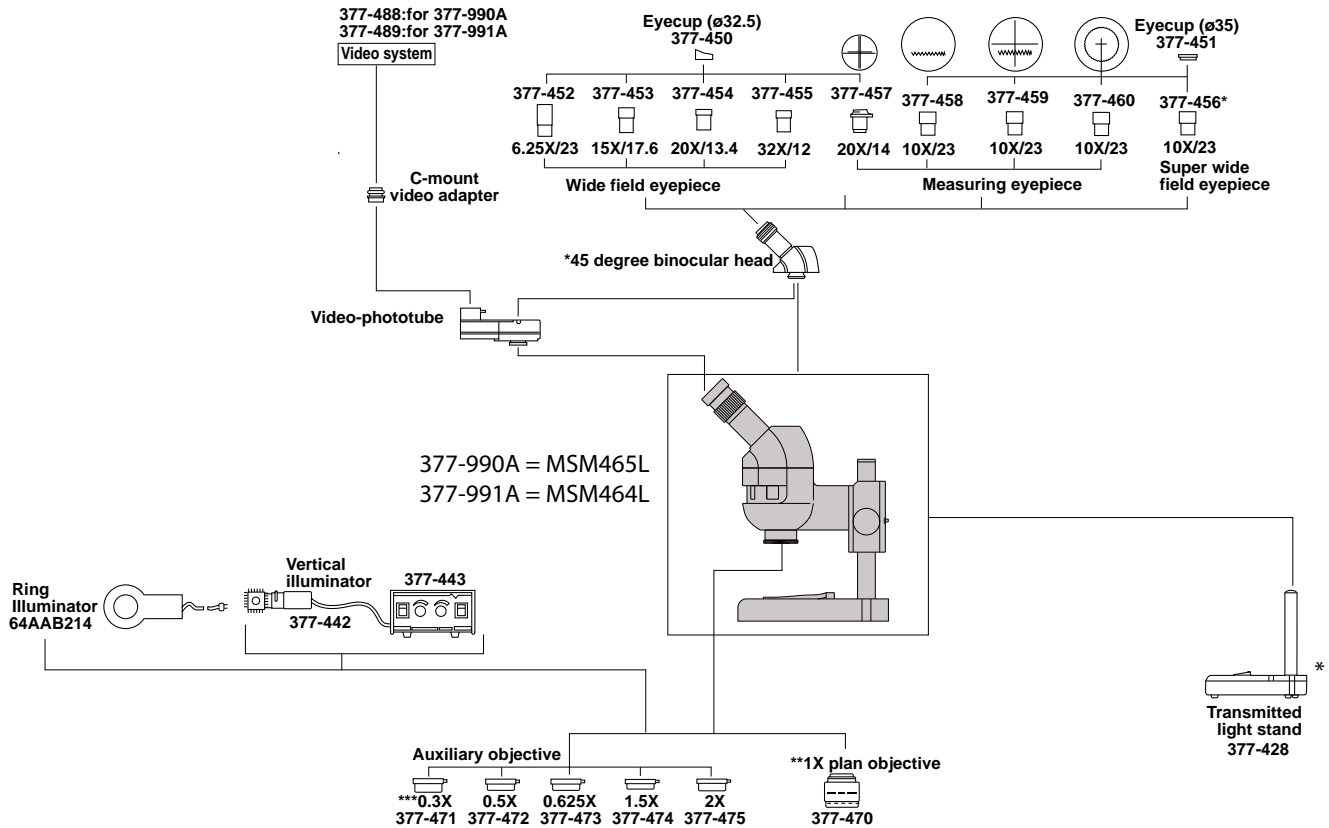 377-488:for 377-990A
377-489:for 377-991A
Video system
C-mount
video adapter
Eyecup (ø32.5)
377-450
Eyecup (ø35)
377-451
377-452 377-453 377-454 377-455 377-457 377-458 377-459 377-460 377-456*
6.25X/23 15X/17.6 20X/13.4 32X/12 20X/14 10X/23 10X/23 10X/23 10X/23
Wide field eyepiece
Measuring eyepiece
Super wide
field eyepiece
*45 degree binocular head
Video-phototube
377-990A = MSM465L
377-991A = MSM464L
Ring
Illuminator
64AAB214
Vertical
illuminator
377-442
377-443
*
Transmitted
light stand
377-428
Auxiliary objective
***0.3X 0.5X 0.625X 1.5X 2X
377-471 377-472 377-473 377-474 377-475
**1X plan objective
377-470